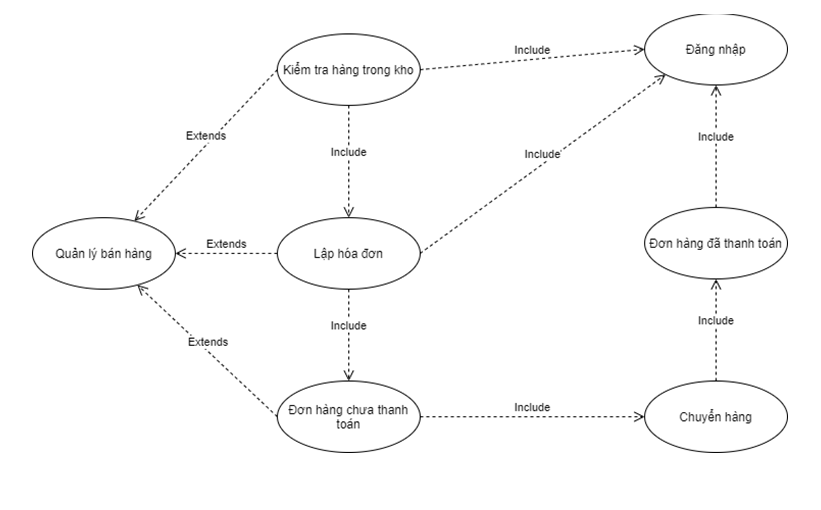 Kiểm tra hàng trong kho
Include
Đăng nhập
Extends
Include
Include
Include
Quản lý bán hàng
Extends
Lập hóa đơn
Đơn hàng đã thanh toán
Extends
Include
Include
Đơn hàng chưa thanh
toán
Include
Chuyển hàng